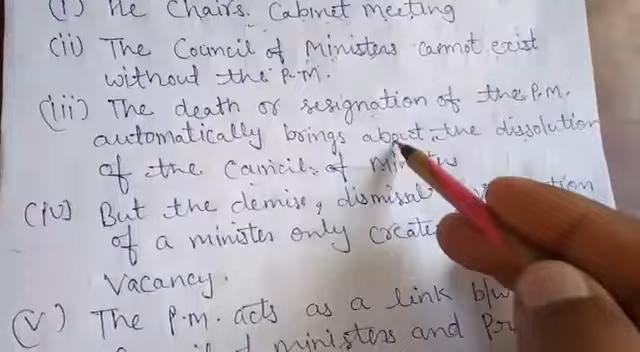 (i) He Chairs Cabinet meeting
(ii) The Council of Ministers cannot exist
without the P.M.
(iii) The death or resignation of the P.M.
automatically brings about the dissolution
of the Council of
(iv) But the demise, dismissal
of a minister only
Vacancy.
(v) The P.M. acts as a link b/w
ministers and